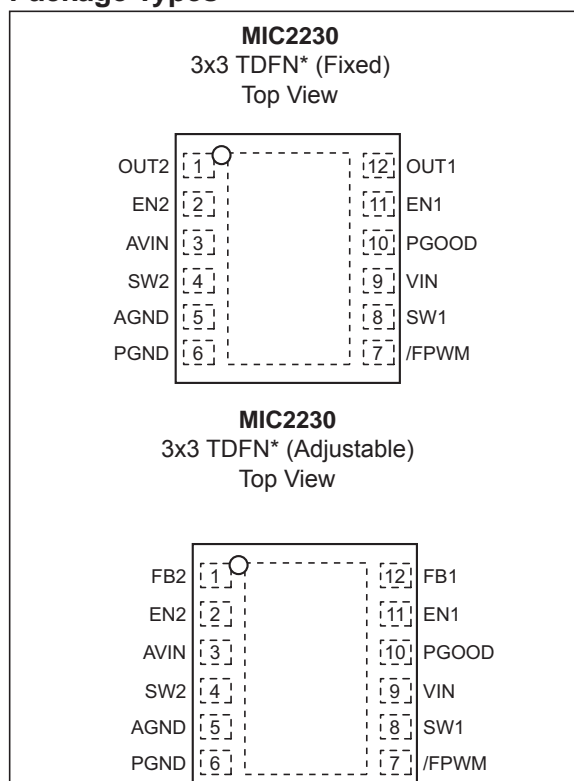 MIC2230
3x3 TDFN* (Fixed)
Top View
OUT2 1 12 OUT1
EN2 2 11 EN1
AVIN 3 10 PGOOD
SW2 4 9 VIN
AGND 5 8 SW1
PGND 6 7 /FPWM
MIC2230
3x3 TDFN* (Adjustable)
Top View
FB2 1 12 FB1
EN2 2 11 EN1
AVIN 3 10 PGOOD
SW2 4 9 VIN
AGND 5 8 SW1
PGND 6 7 /FPWM